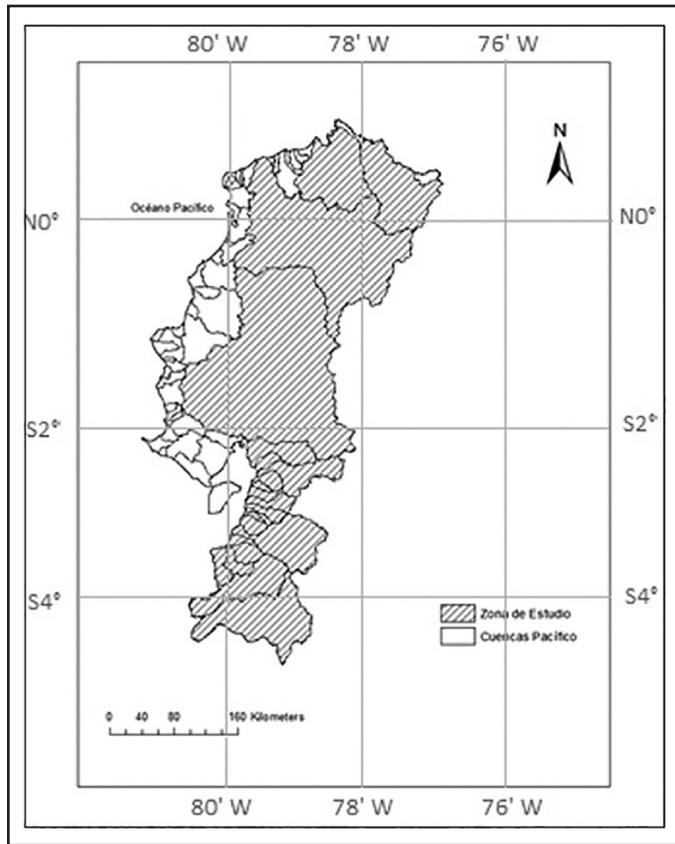 80' W 78' W 76' W
N
Océano Pacífico
N0° N0°
S2° S2°
S4° S4°
Zona de Estudio
Cuencas Pacífico
0 40 80 160 Kilometers
80' W 78' W 76' W